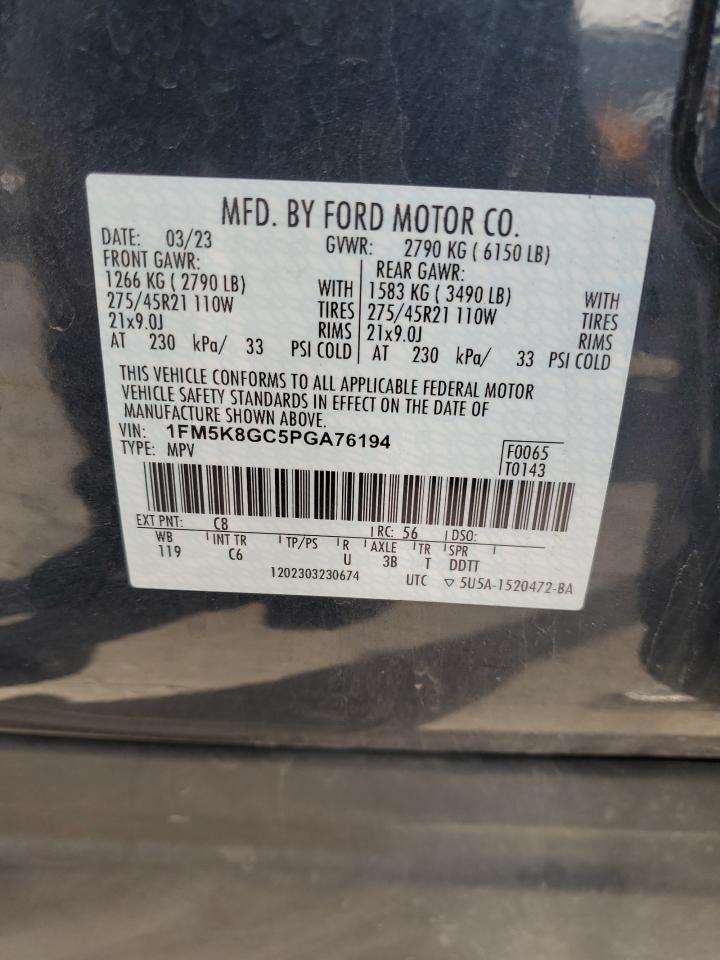 MFD. BY FORD MOTOR CO.
DATE: 03/23 GVWR: 2790 KG ( 6150 LB)
FRONT GAWR: REAR GAWR:
1266 KG ( 2790 LB) WITH 1583 KG ( 3490 LB) WITH
275/45R21 110W TIRES 275/45R21 110W TIRES
21x9.0J RIMS 21x9.0J RIMS
AT 230 kPa/ 33 PSI COLD AT 230 kPa/ 33 PSI COLD
THIS VEHICLE CONFORMS TO ALL APPLICABLE FEDERAL MOTOR
VEHICLE SAFETY STANDARDS IN EFFECT ON THE DATE OF
MANUFACTURE SHOWN ABOVE.
VIN: 1FM5K8GC5PGA76194
TYPE: MPV F0065
T0143
EXT PNT: C8 RC: 56 DSO:
WB INT TR TP/PS R AXLE TR SPR
119 C6 U 3B T DDTT
1202303230674 UTC ▽ 5U5A-1520472-BA